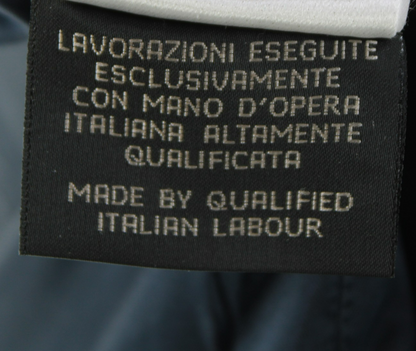 LAVORAZIONI ESEGUITE
ESCLUSIVAMENTE
CON MANO D'OPERA
ITALIANA ALTAMENTE
QUALIFICATA
MADE BY QUALIFIED
ITALIAN LABOUR